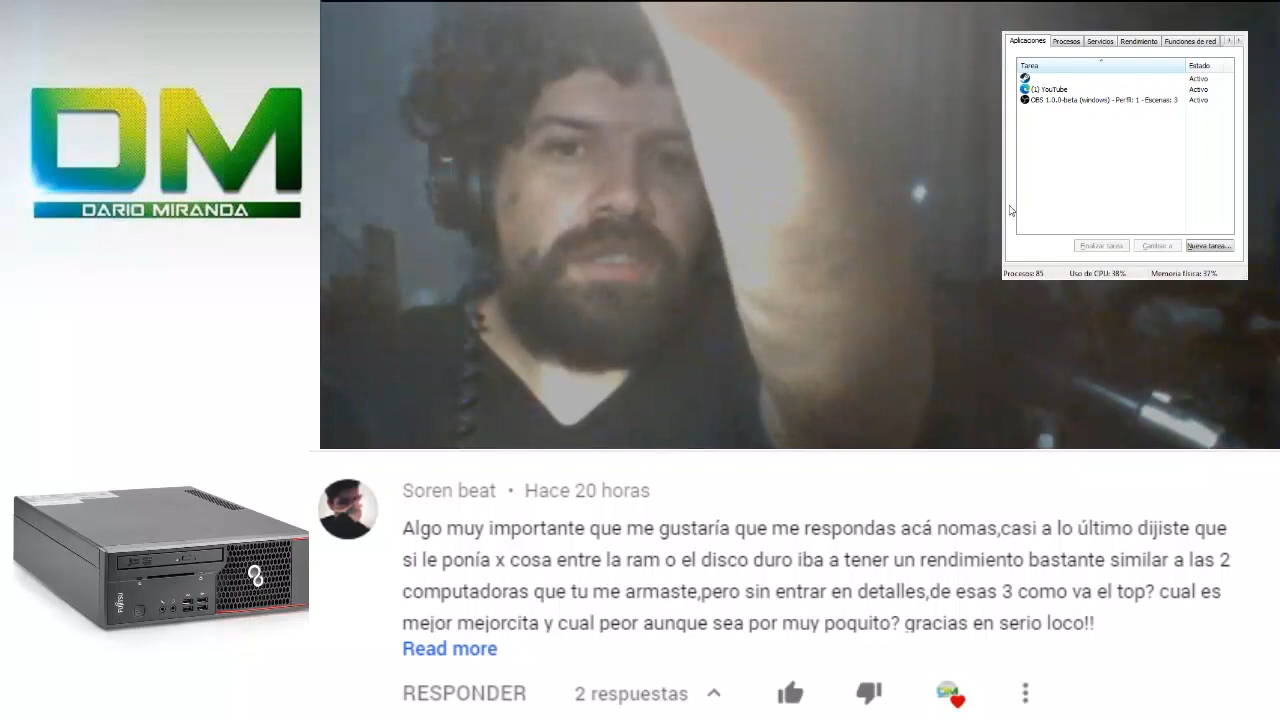 DM
DARIO MIRANDA
Aplicaciones Procesos Servicios Rendimiento Funciones de red
Tarea Estado
Activo
(1) YouTube Activo
OBS 1.0.0-beta (windows) - Perfil: 1 - Escenas: 3 Activo
Finalizar tarea Cambiar a Nueva tarea...
Procesos: 85 Uso de CPU: 38% Memoria física: 37%
FUJITSU
Soren beat • Hace 20 horas
Algo muy importante que me gustaría que me respondas acá nomas,casi a lo último dijiste que
si le ponía x cosa entre la ram o el disco duro iba a tener un rendimiento bastante similar a las 2
computadoras que tu me armaste,pero sin entrar en detalles,de esas 3 como va el top? cual es
mejor mejorcita y cual peor aunque sea por muy poquito? gracias en serio loco!!
Read more
RESPONDER 2 respuestas
DM